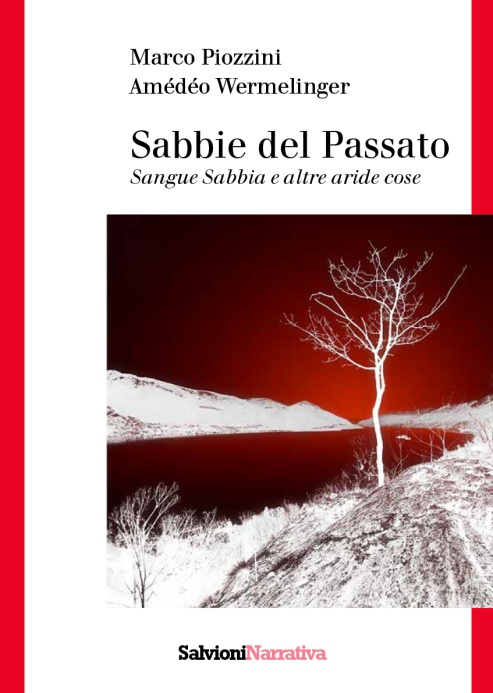 Marco Piozzini
Amédéo Wermelinger
Sabbie del Passato
Sangue Sabbia e altre aride cose
SalvioniNarrativa